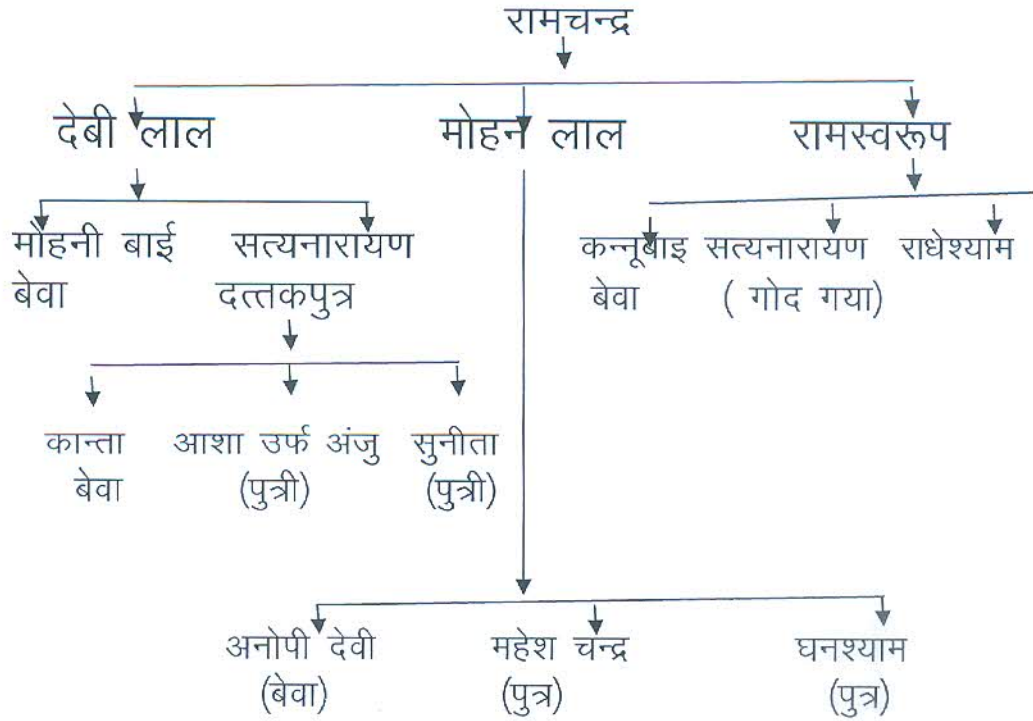 रामचन्द्र
देबी लाल मोहन लाल रामस्वरूप
मोहनी बाई सत्यनारायण कन्नूबाइ सत्यनारायण राधेश्याम
बेवा दत्तकपुत्र बेवा ( गोद गया)
कान्ता आशा उर्फ अंजु सुनीता
बेवा (पुत्री) (पुत्री)
अनोपी देवी महेश चन्द्र घनश्याम
(बेवा) (पुत्र) (पुत्र)